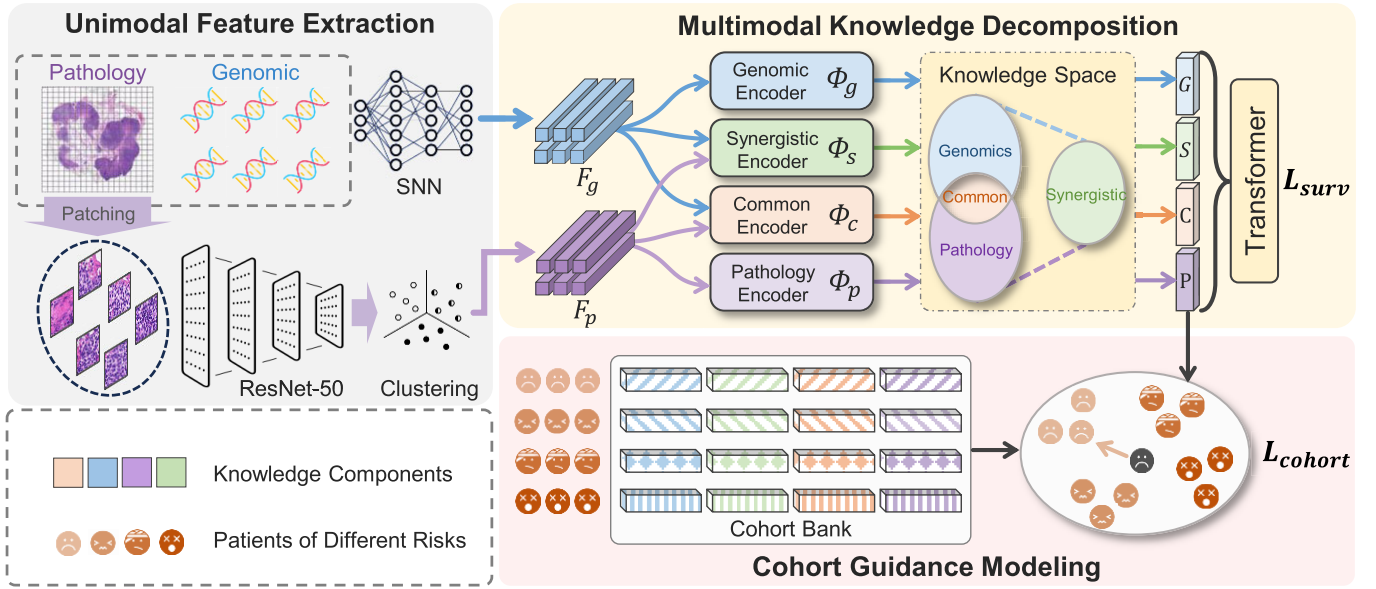 Unimodal Feature Extraction
Pathology
Genomic
SNN
Patching
ResNet-50
Clustering
Knowledge Components
Patients of Different Risks
Multimodal Knowledge Decomposition
F_g
F_p
Genomic
Encoder Φ_g
Synergistic
Encoder Φ_s
Common
Encoder Φ_c
Pathology
Encoder Φ_p
Knowledge Space
Genomics
Common
Pathology
Synergistic
G
S
C
P
Transformer
L_surv
Cohort Bank
L_cohort
Cohort Guidance Modeling